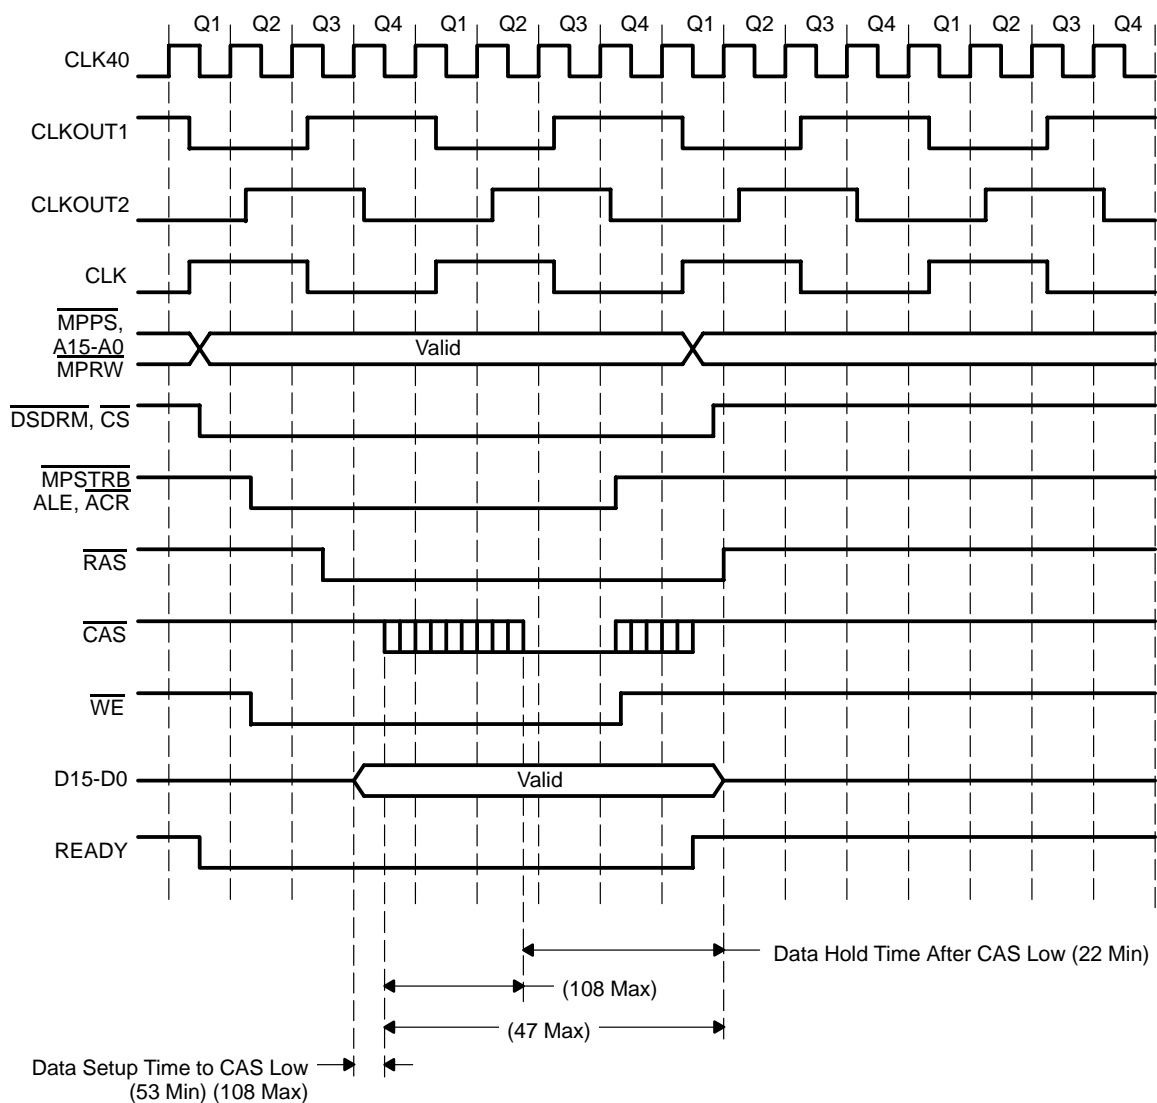 Q1 Q2 Q3 Q4 Q1 Q2 Q3 Q4 Q1 Q2 Q3 Q4 Q1 Q2 Q3 Q4
CLK40
CLKOUT1
CLKOUT2
CLK
MPPS,
A15-A0
MPRW
Valid
DSDRM, CS
MPSTRB
ALE, ACR
RAS
CAS
WE
D15-D0
Valid
READY
Data Hold Time After CAS Low (22 Min)
(108 Max)
(47 Max)
Data Setup Time to CAS Low
(53 Min) (108 Max)